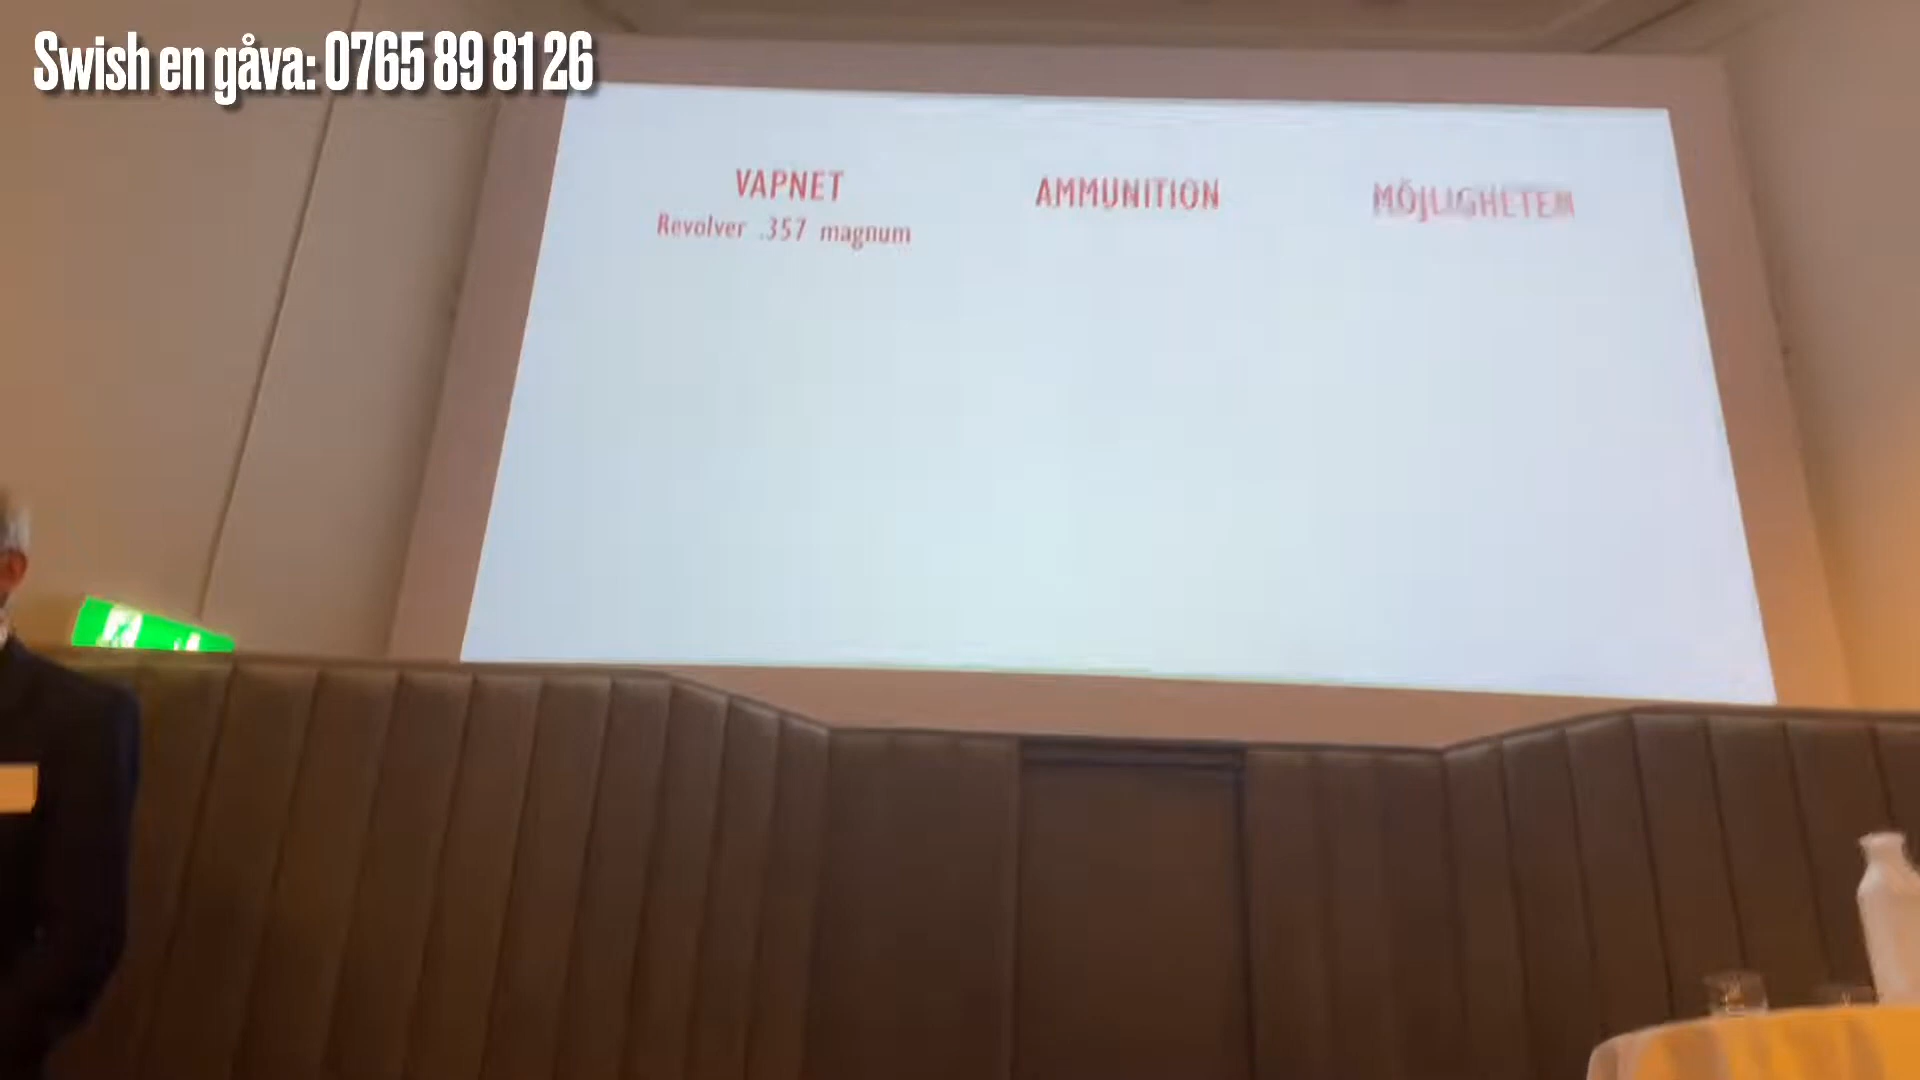 Swish en gåva: 0765 89 81 26
VAPNET
AMMUNITION
MÖJLIGHETEN
Revolver .357 magnum